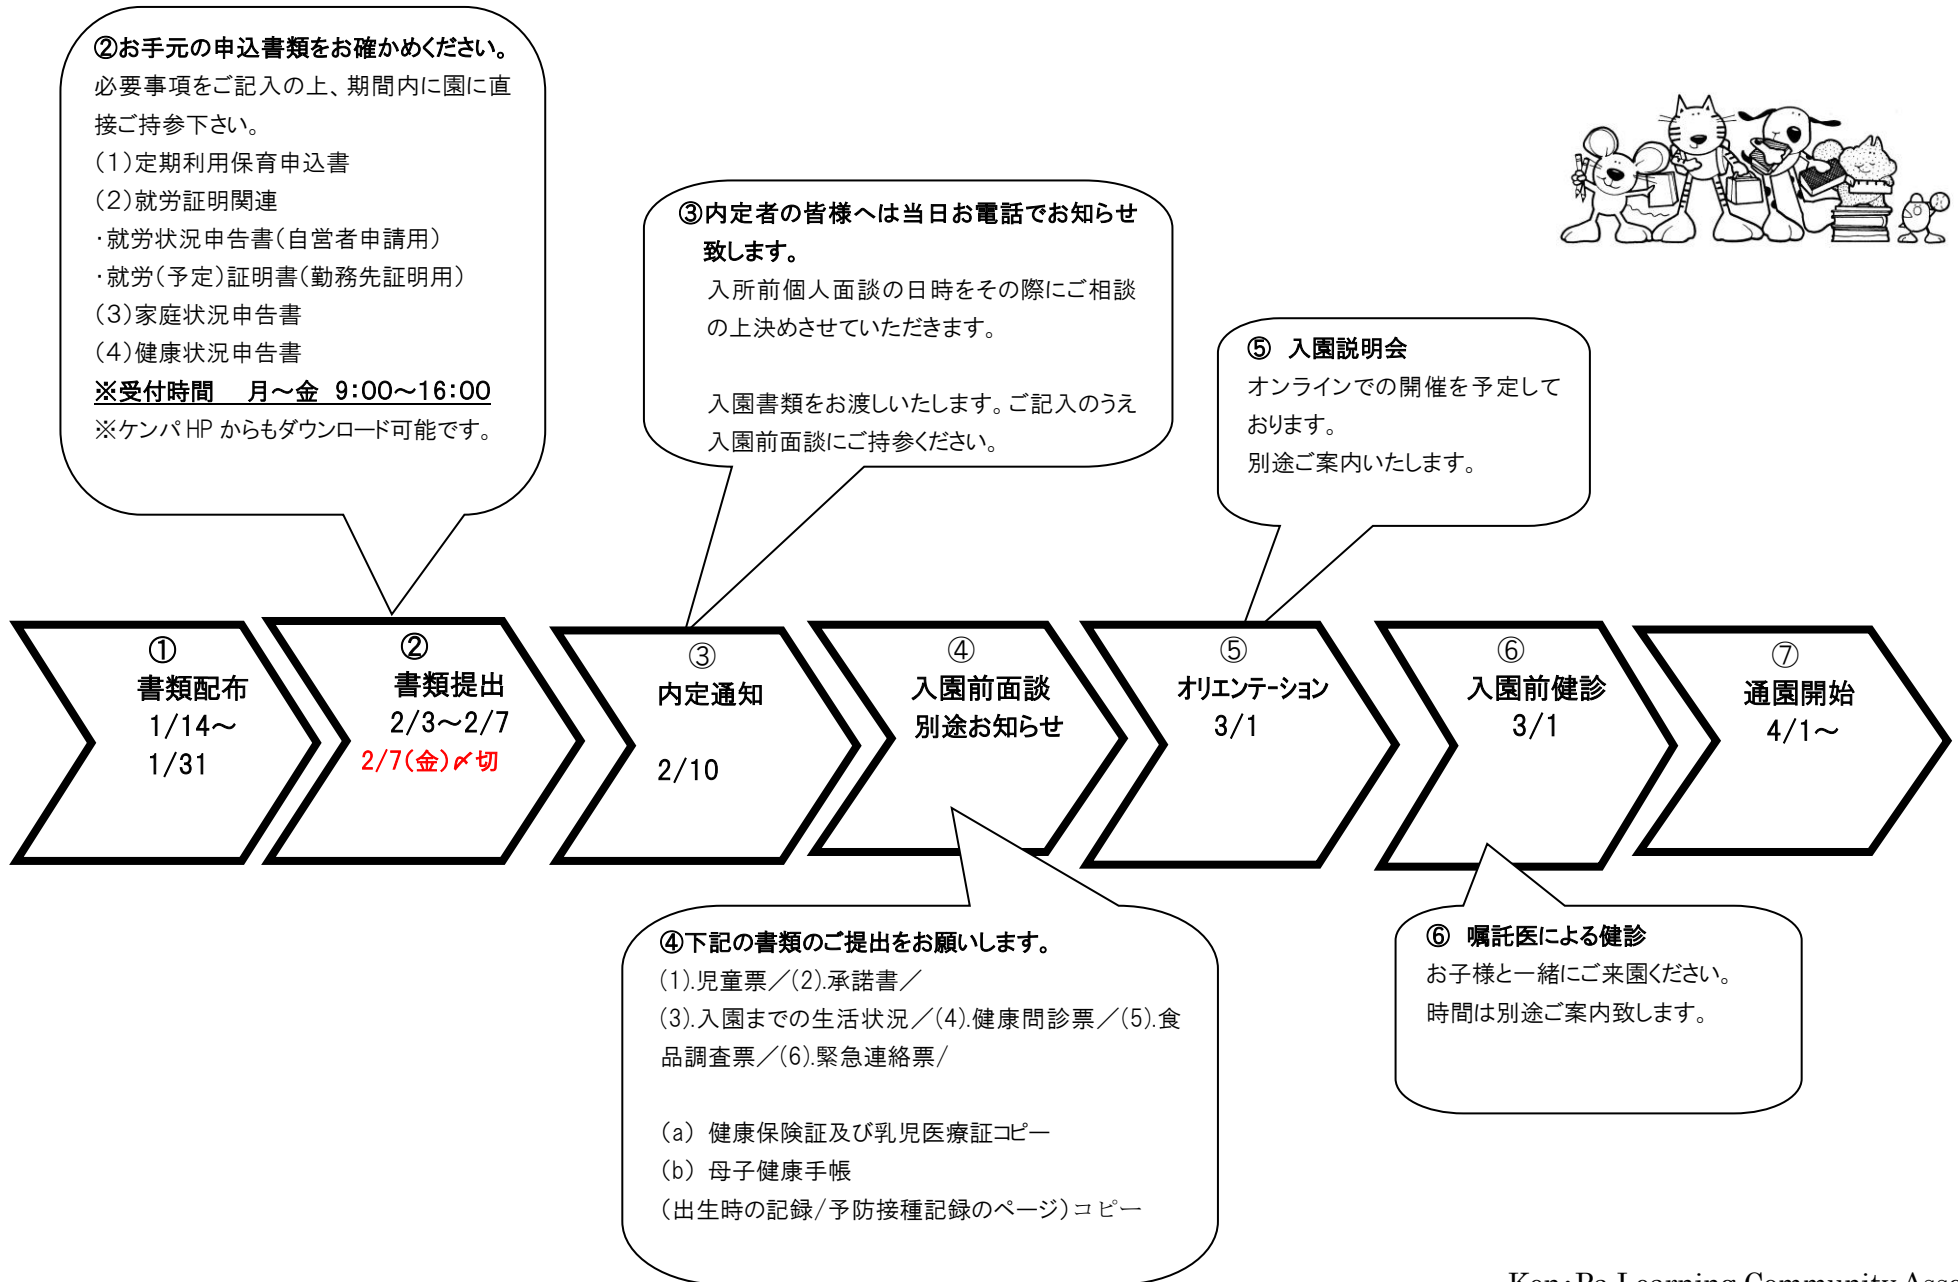 ②お手元の申込書類をお確かめください。
必要事項をご記入の上、期間内に園に直
接ご持参下さい。
(1)定期利用保育申込書
(2)就労証明関連
・就労状況申告書(自営者申請用)
・就労(予定)証明書(勤務先証明用)
(3)家庭状況申告書
(4)健康状況申告書
※受付時間　月～金 9:00～16:00
※ケンパHPからもダウンロード可能です。
③内定者の皆様へは当日お電話でお知らせ
致します。
入所前個人面談の日時をその際にご相談
の上決めさせていただきます。
入園書類をお渡しいたします。ご記入のうえ
入園前面談にご持参ください。
⑤ 入園説明会
オンラインでの開催を予定して
おります。
別途ご案内いたします。
①
書類配布
1/14～
1/31
②
書類提出
2/3～2/7
2/7(金)〆切
③
内定通知
2/10
④
入園前面談
別途お知らせ
⑤
オリエンテーション
3/1
⑥
入園前健診
3/1
⑦
通園開始
4/1～
④下記の書類のご提出をお願いします。
(1).児童票／(2).承諾書／
(3).入園までの生活状況／(4).健康問診票／(5).食
品調査票／(6).緊急連絡票/
(a) 健康保険証及び乳児医療証コピー
(b) 母子健康手帳
(出生時の記録/予防接種記録のページ)コピー
⑥ 嘱託医による健診
お子様と一緒にご来園ください。
時間は別途ご案内致します。
Ken・Pa Learning Community Asso